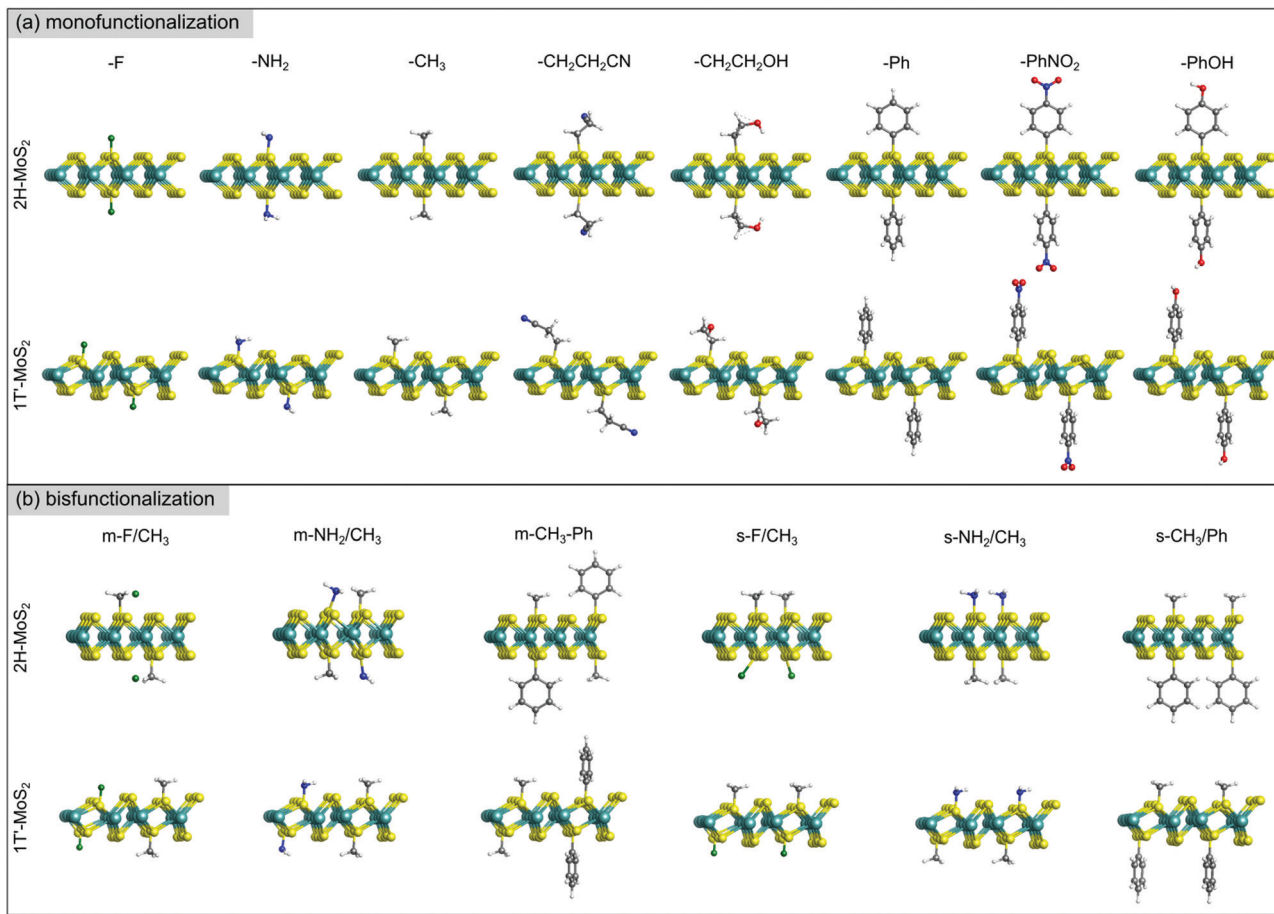 (a) monofunctionalization
-F -NH₂ -CH₃ -CH₂CH₂CN -CH₂CH₂OH -Ph -PhNO₂ -PhOH
2H-MoS₂
1T'-MoS₂
(b) bisfunctionalization
m-F/CH₃ m-NH₂/CH₃ m-CH₃-Ph s-F/CH₃ s-NH₂/CH₃ s-CH₃/Ph
2H-MoS₂
1T'-MoS₂